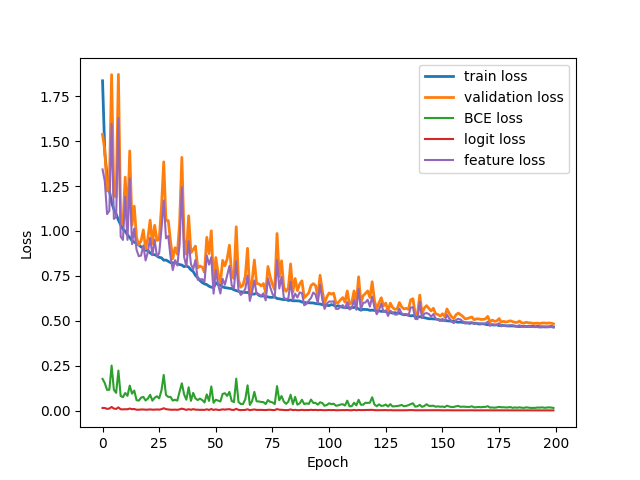 train loss
validation loss
BCE loss
logit loss
feature loss
1.75
1.50
1.25
1.00
0.75
0.50
0.25
0.00
Loss
0 25 50 75 100 125 150 175 200
Epoch